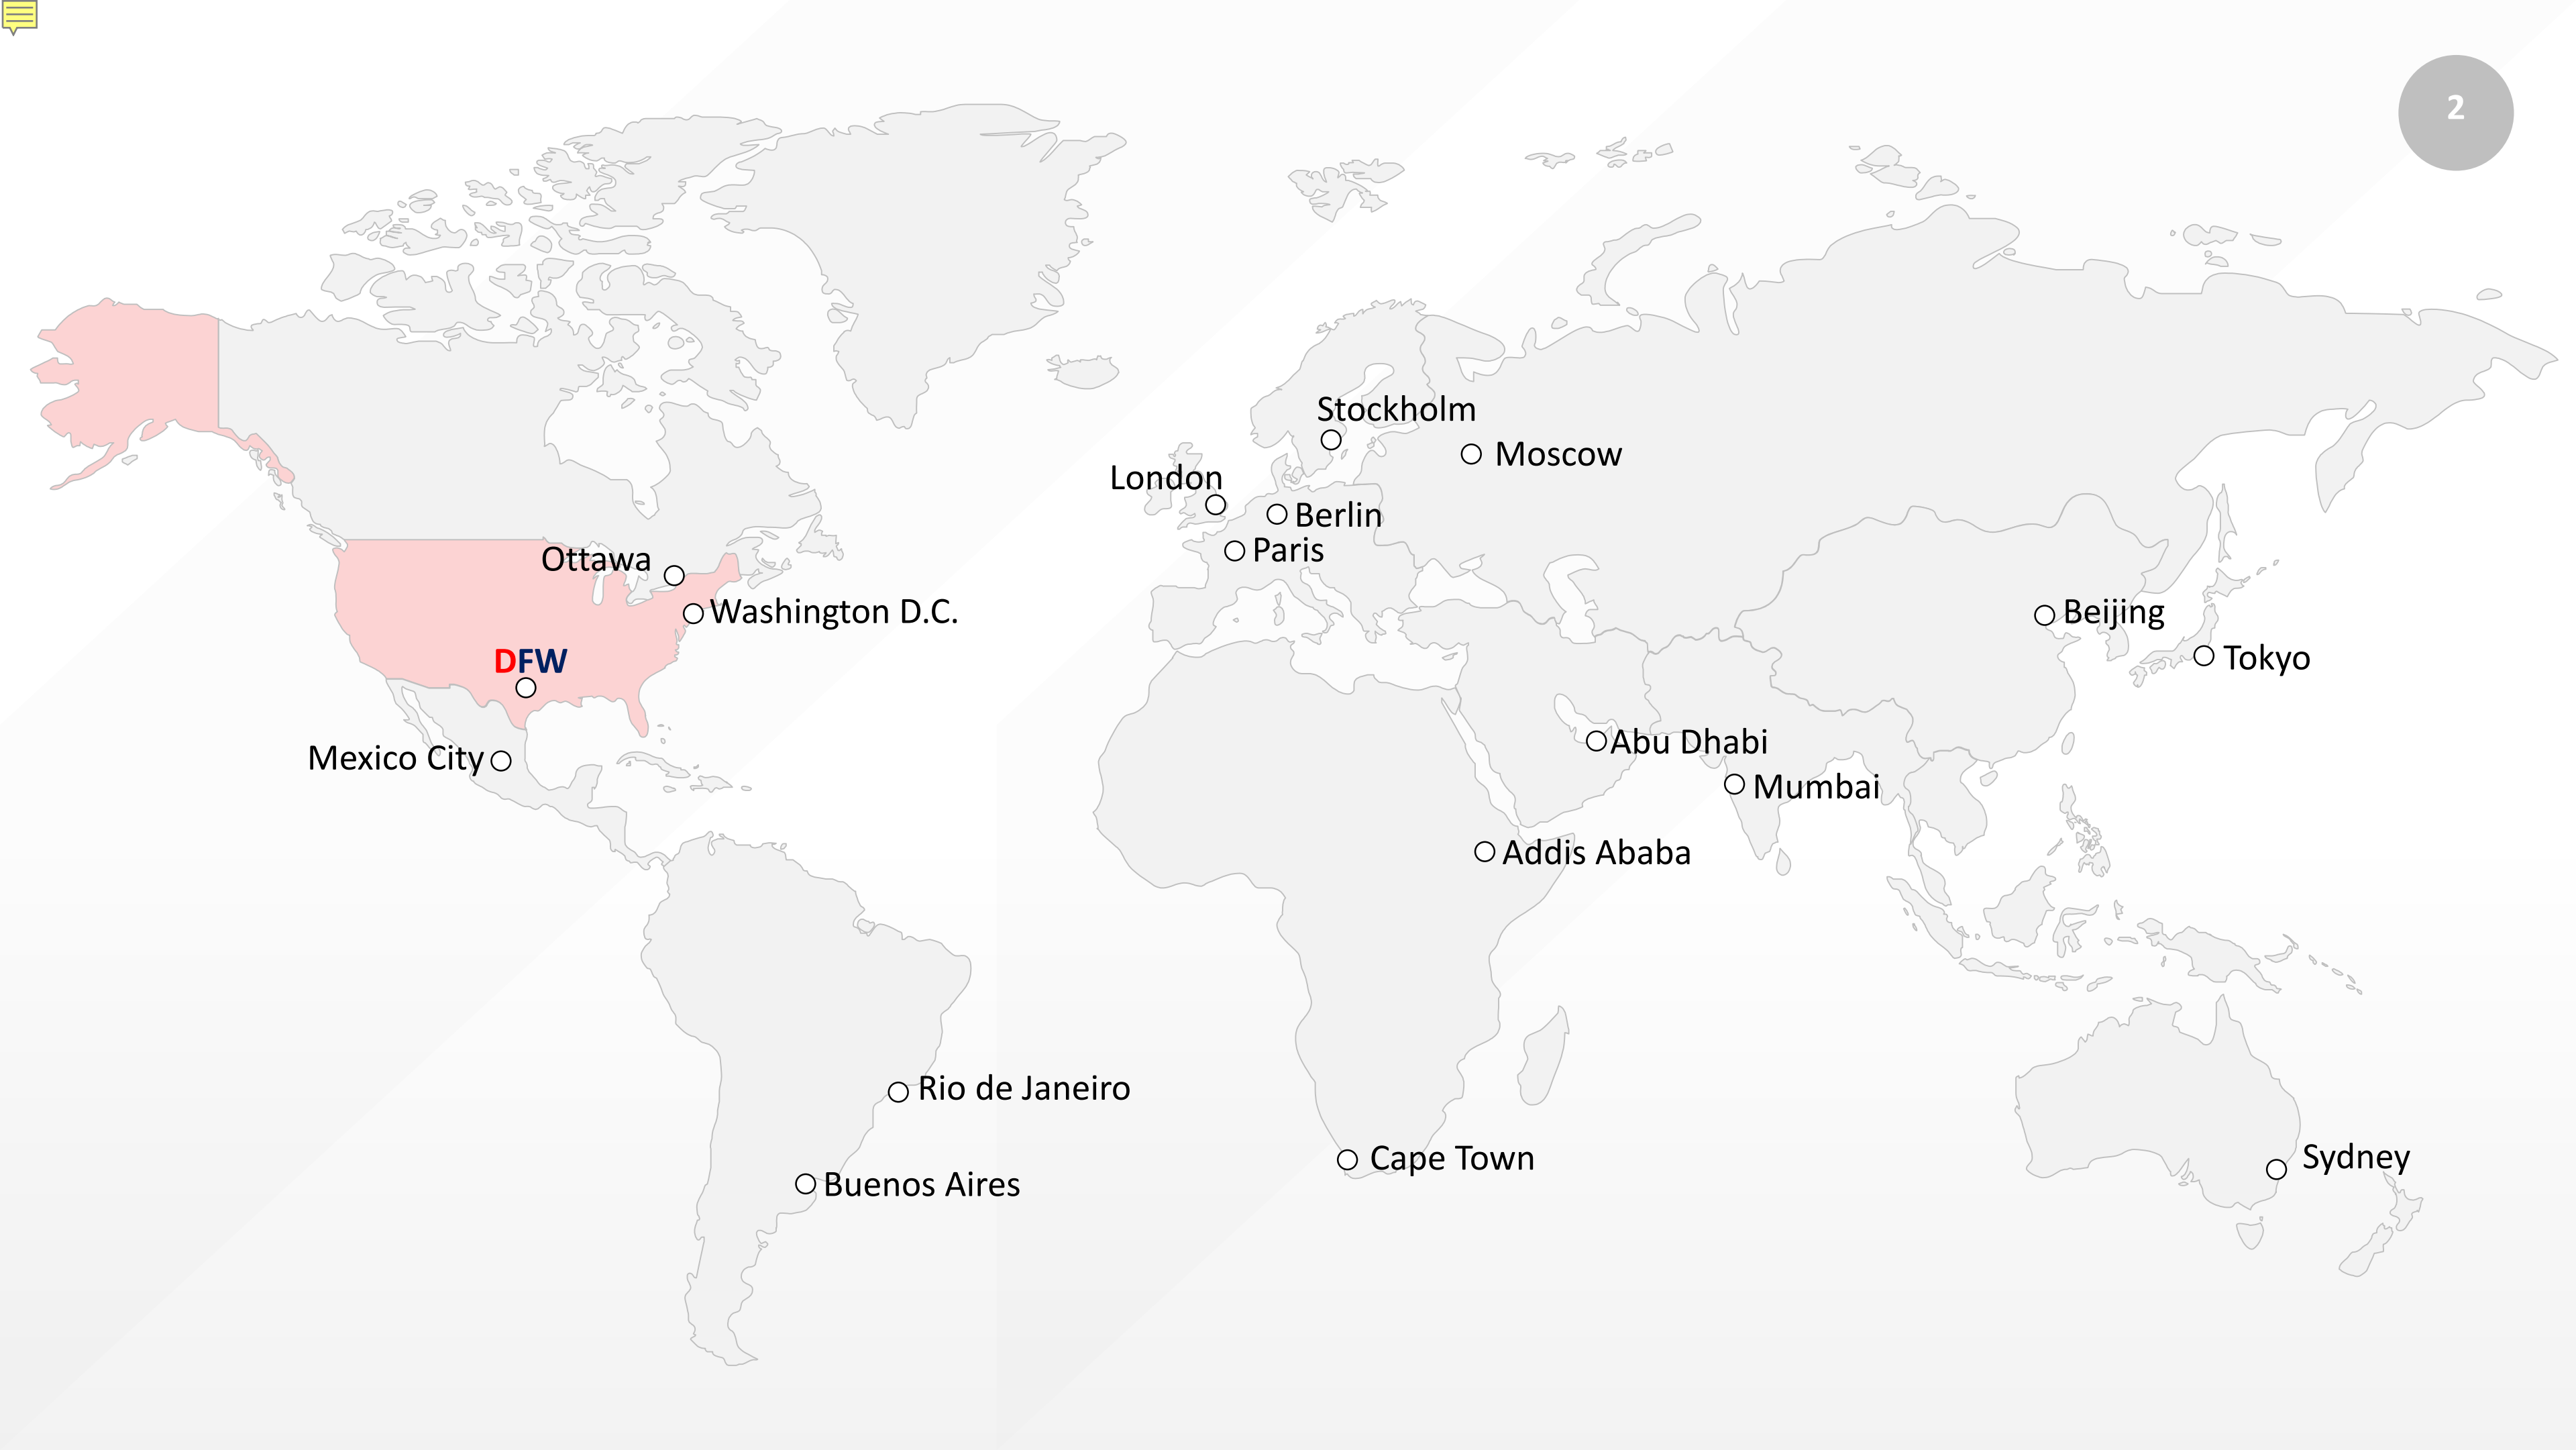 2
Stockholm
Moscow
London
Berlin
Paris
Ottawa
Washington D.C.
Beijing
DFW
Tokyo
Mexico City
Abu Dhabi
Mumbai
Addis Ababa
Rio de Janeiro
Cape Town
Sydney
Buenos Aires